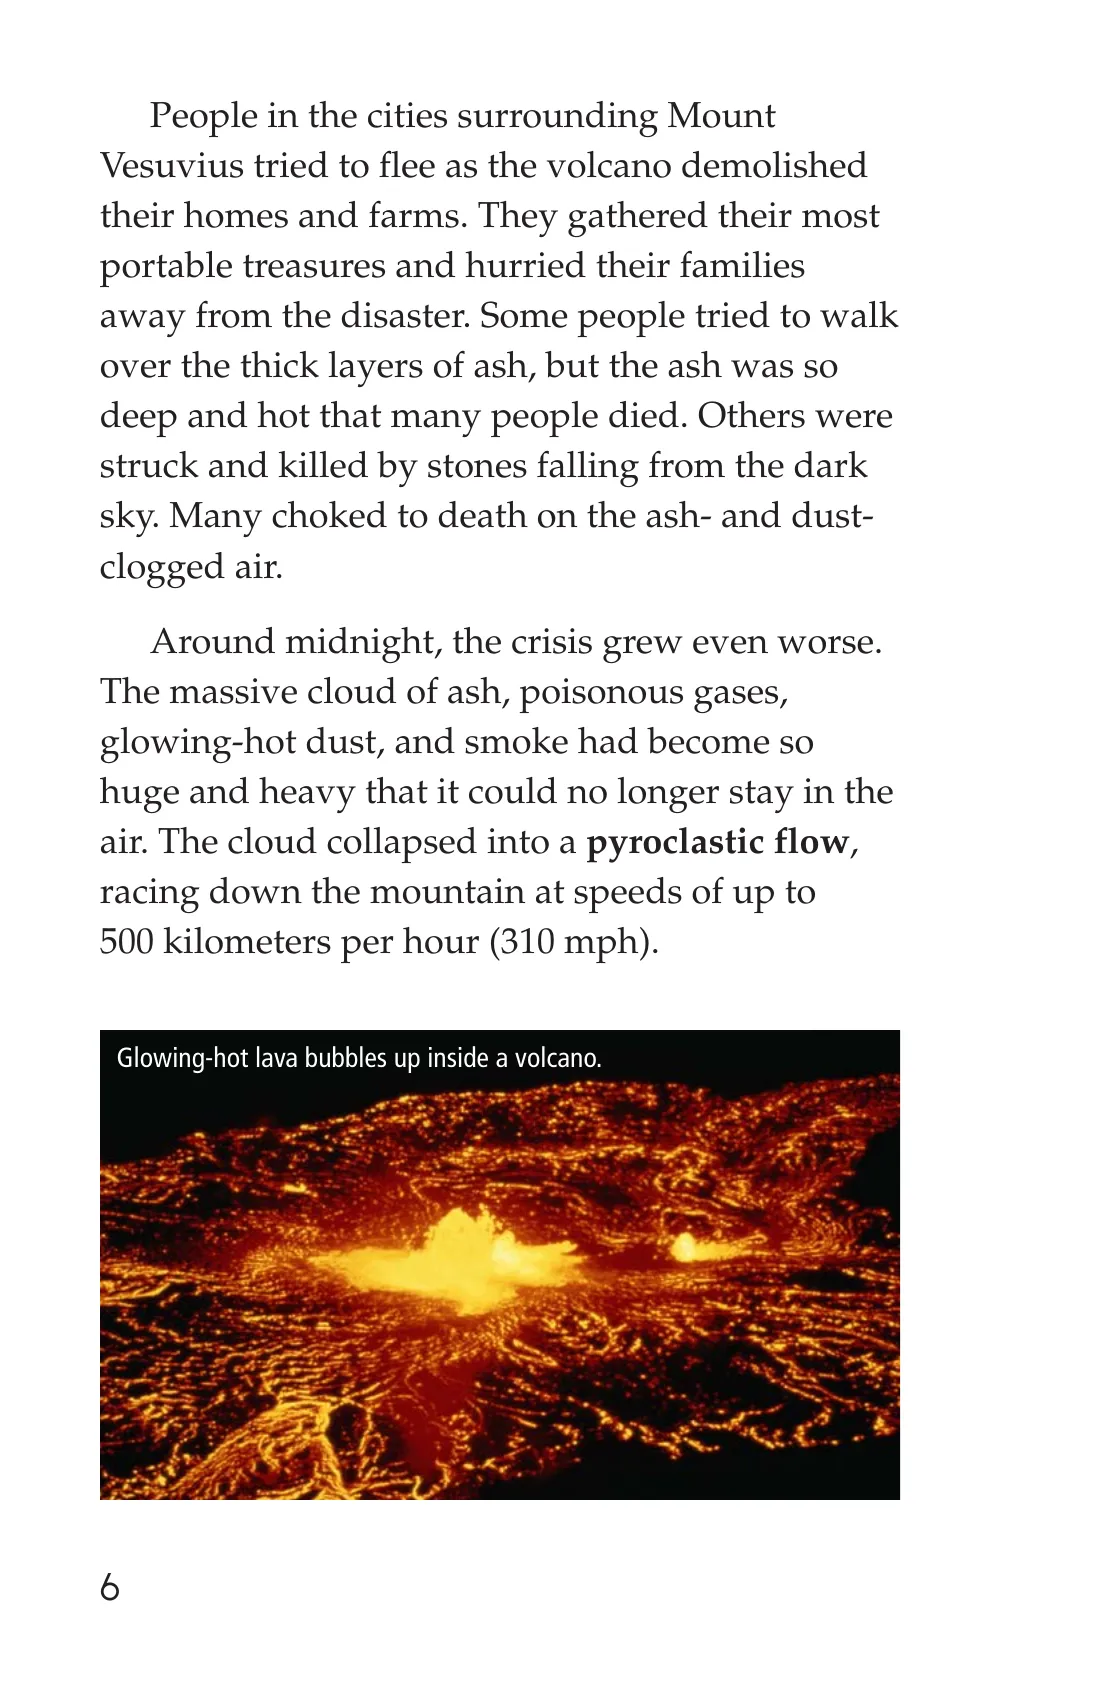 People in the cities surrounding Mount
Vesuvius tried to flee as the volcano demolished
their homes and farms. They gathered their most
portable treasures and hurried their families
away from the disaster. Some people tried to walk
over the thick layers of ash, but the ash was so
deep and hot that many people died. Others were
struck and killed by stones falling from the dark
sky. Many choked to death on the ash- and dust-
clogged air.
Around midnight, the crisis grew even worse.
The massive cloud of ash, poisonous gases,
glowing-hot dust, and smoke had become so
huge and heavy that it could no longer stay in the
air. The cloud collapsed into a pyroclastic flow,
racing down the mountain at speeds of up to
500 kilometers per hour (310 mph).
Glowing-hot lava bubbles up inside a volcano.
6